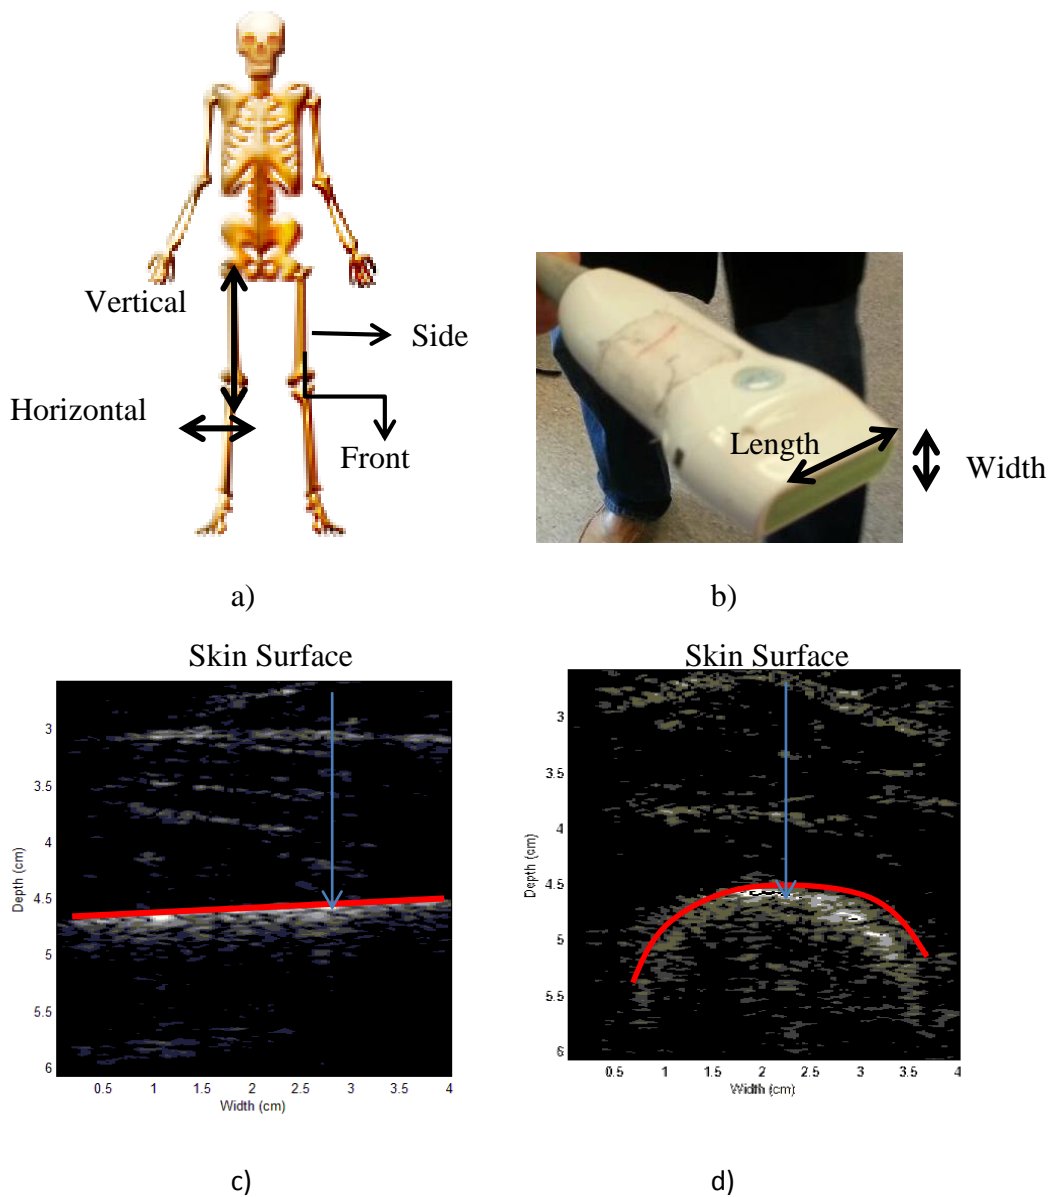 Vertical
Side
Horizontal
Front
Length
Width
a)
b)
Skin Surface
Skin Surface
3
3.5
4
4.5
5
5.5
6
Depth (cm)
0.5 1 1.5 2 2.5 3 3.5 4
Width (cm)
3
3.5
4
4.5
5
5.5
6
Depth (cm)
0.5 1 1.5 2 2.5 3 3.5 4
Width (cm)
c)
d)